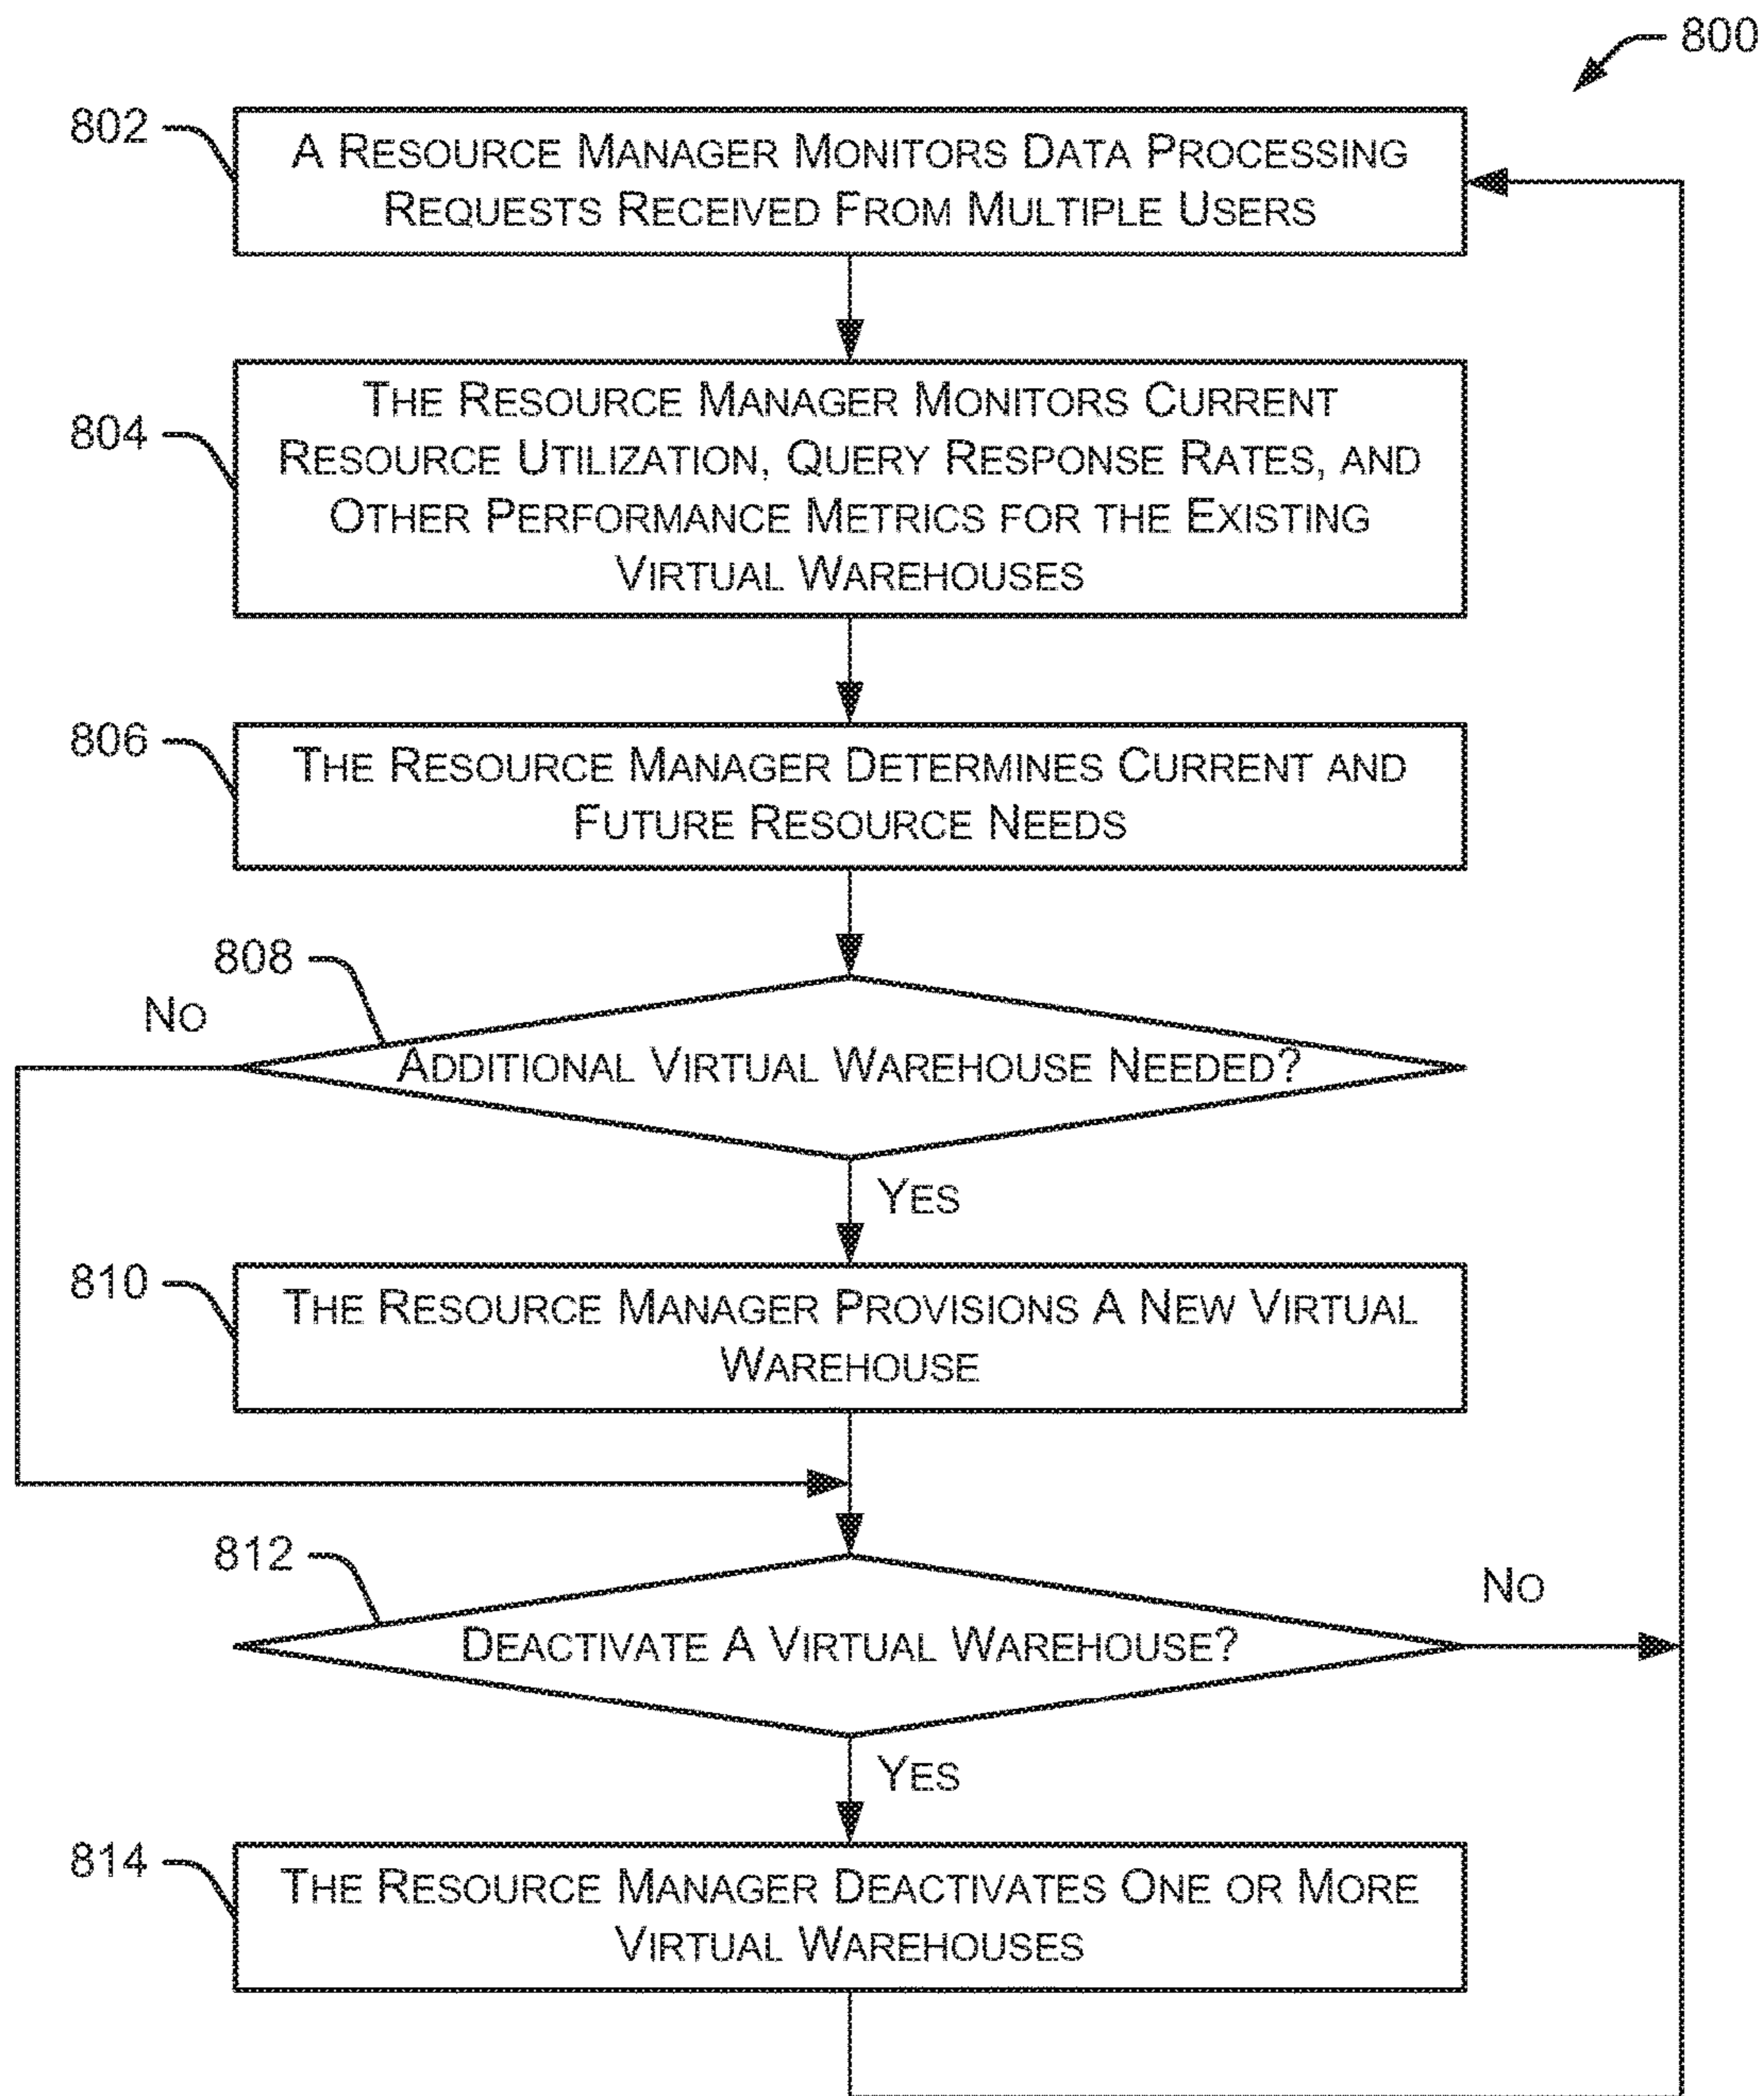 800
802
A RESOURCE MANAGER MONITORS DATA PROCESSING
REQUESTS RECEIVED FROM MULTIPLE USERS
804
THE RESOURCE MANAGER MONITORS CURRENT
RESOURCE UTILIZATION, QUERY RESPONSE RATES, AND
OTHER PERFORMANCE METRICS FOR THE EXISTING
VIRTUAL WAREHOUSES
806
THE RESOURCE MANAGER DETERMINES CURRENT AND
FUTURE RESOURCE NEEDS
808
NO
ADDITIONAL VIRTUAL WAREHOUSE NEEDED?
YES
810
THE RESOURCE MANAGER PROVISIONS A NEW VIRTUAL
WAREHOUSE
812
NO
DEACTIVATE A VIRTUAL WAREHOUSE?
YES
814
THE RESOURCE MANAGER DEACTIVATES ONE OR MORE
VIRTUAL WAREHOUSES